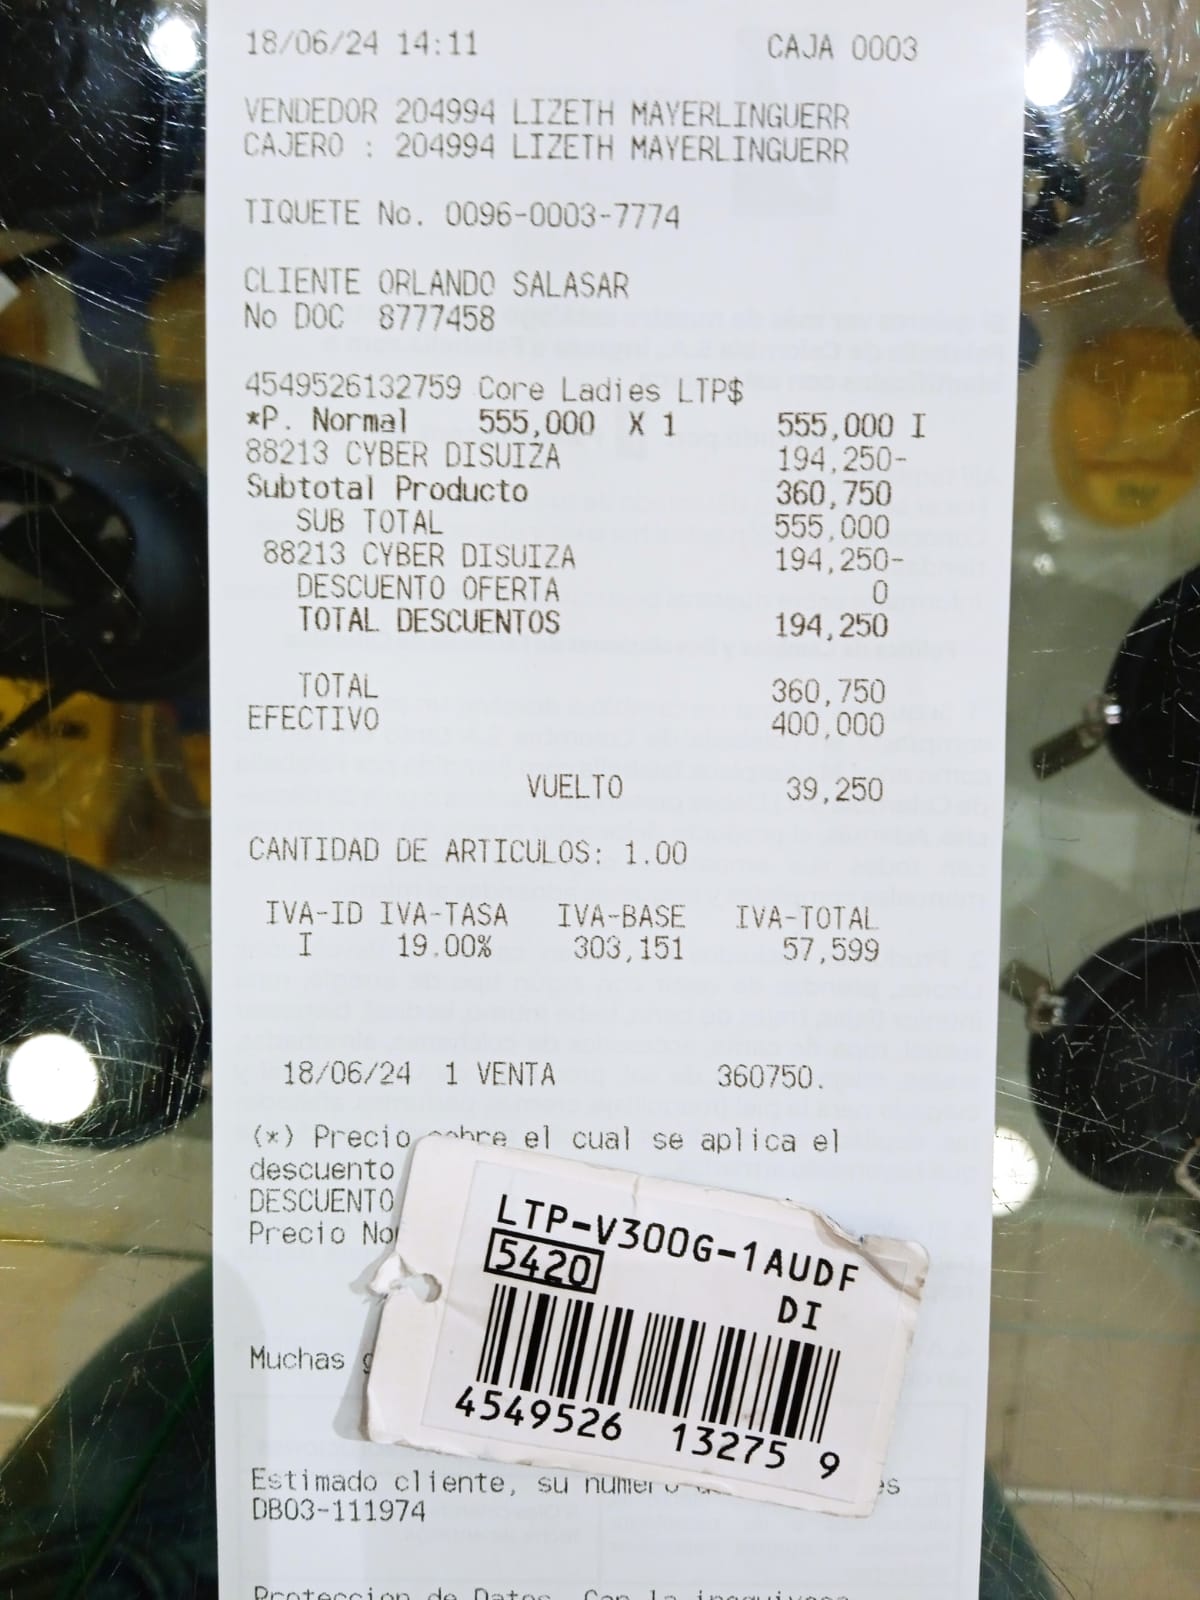 18/06/24 14:11 CAJA 0003
VENDEDOR 204994 LIZETH MAYERLINGUERR
CAJERO : 204994 LIZETH MAYERLINGUERR
TIQUETE No. 0096-0003-7774
CLIENTE ORLANDO SALASAR
No DOC 8777458
4549526132759 Core Ladies LTP$
*P. Normal 555,000 X 1 555,000 I
88213 CYBER DISUIZA 194,250-
Subtotal Producto 360,750
SUB TOTAL 555,000
88213 CYBER DISUIZA 194,250-
DESCUENTO OFERTA 0
TOTAL DESCUENTOS 194,250
TOTAL 360,750
EFECTIVO 400,000
VUELTO 39,250
CANTIDAD DE ARTICULOS: 1.00
IVA-ID IVA-TASA IVA-BASE IVA-TOTAL
I 19.00% 303,151 57,599
18/06/24 1 VENTA 360750.
(*) Precio sobre el cual se aplica el
descuento
DESCUENTO
Precio
LTP-V300G-1AUDF
5420
DI
4549526 13275 9
Muchas
Estimado cliente, su
DB03-111974
Proteccion de Datos.